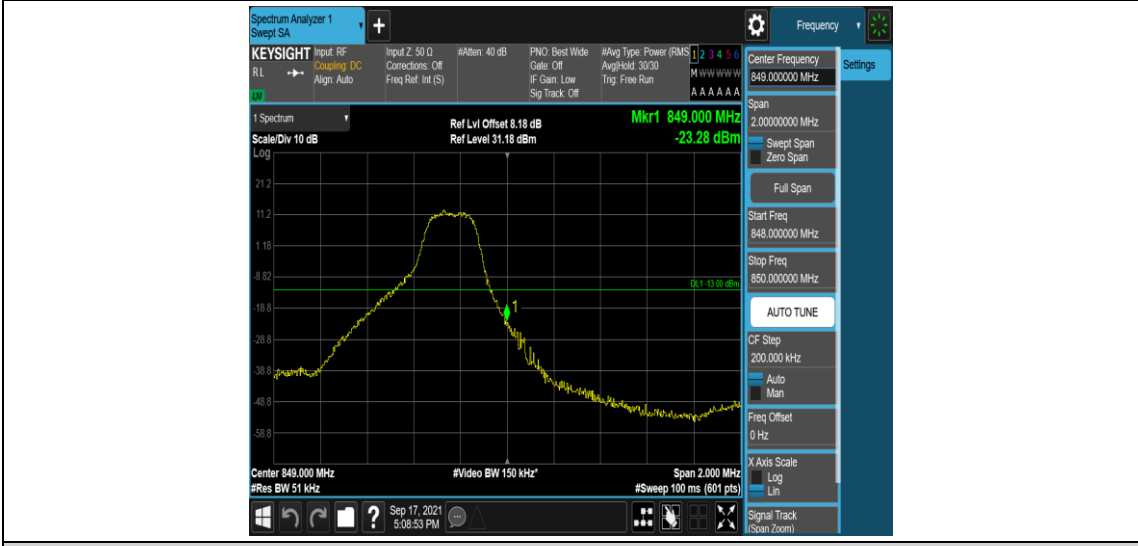 Spectrum Analyzer 1
Swept SA
Frequency
KEYSIGHT
RL
Input: RF
Coupling: DC
Align: Auto
Input Z: 50 Ω
Corrections: Off
Freq Ref: Int (S)
#Atten: 40 dB
PNO: Best Wide
Gate: Off
IF Gain: Low
Sig Track: Off
#Avg Type: Power (RMS
Avg|Hold: 30/30
Trig: Free Run
1 2 3 4 5 6
M W W W W W
A A A A A A
1 Spectrum
Scale/Div 10 dB
Log
Ref Lvl Offset 8.18 dB
Ref Level 31.18 dBm
Mkr1 849.000 MHz
-23.28 dBm
21.2
11.2
1.18
-8.82
DL1 -13.00 dBm
-18.8
1
-28.8
-38.8
-48.8
-58.8
Center 849.000 MHz
#Video BW 150 kHz*
Span 2.000 MHz
#Res BW 51 kHz
#Sweep 100 ms (601 pts)
Sep 17, 2021
5:08:53 PM
Center Frequency
849.000000 MHz
Settings
Span
2.00000000 MHz
Swept Span
Zero Span
Full Span
Start Freq
848.000000 MHz
Stop Freq
850.000000 MHz
AUTO TUNE
CF Step
200.000 kHz
Auto
Man
Freq Offset
0 Hz
X Axis Scale
Log
Lin
Signal Track
(Span Zoom)